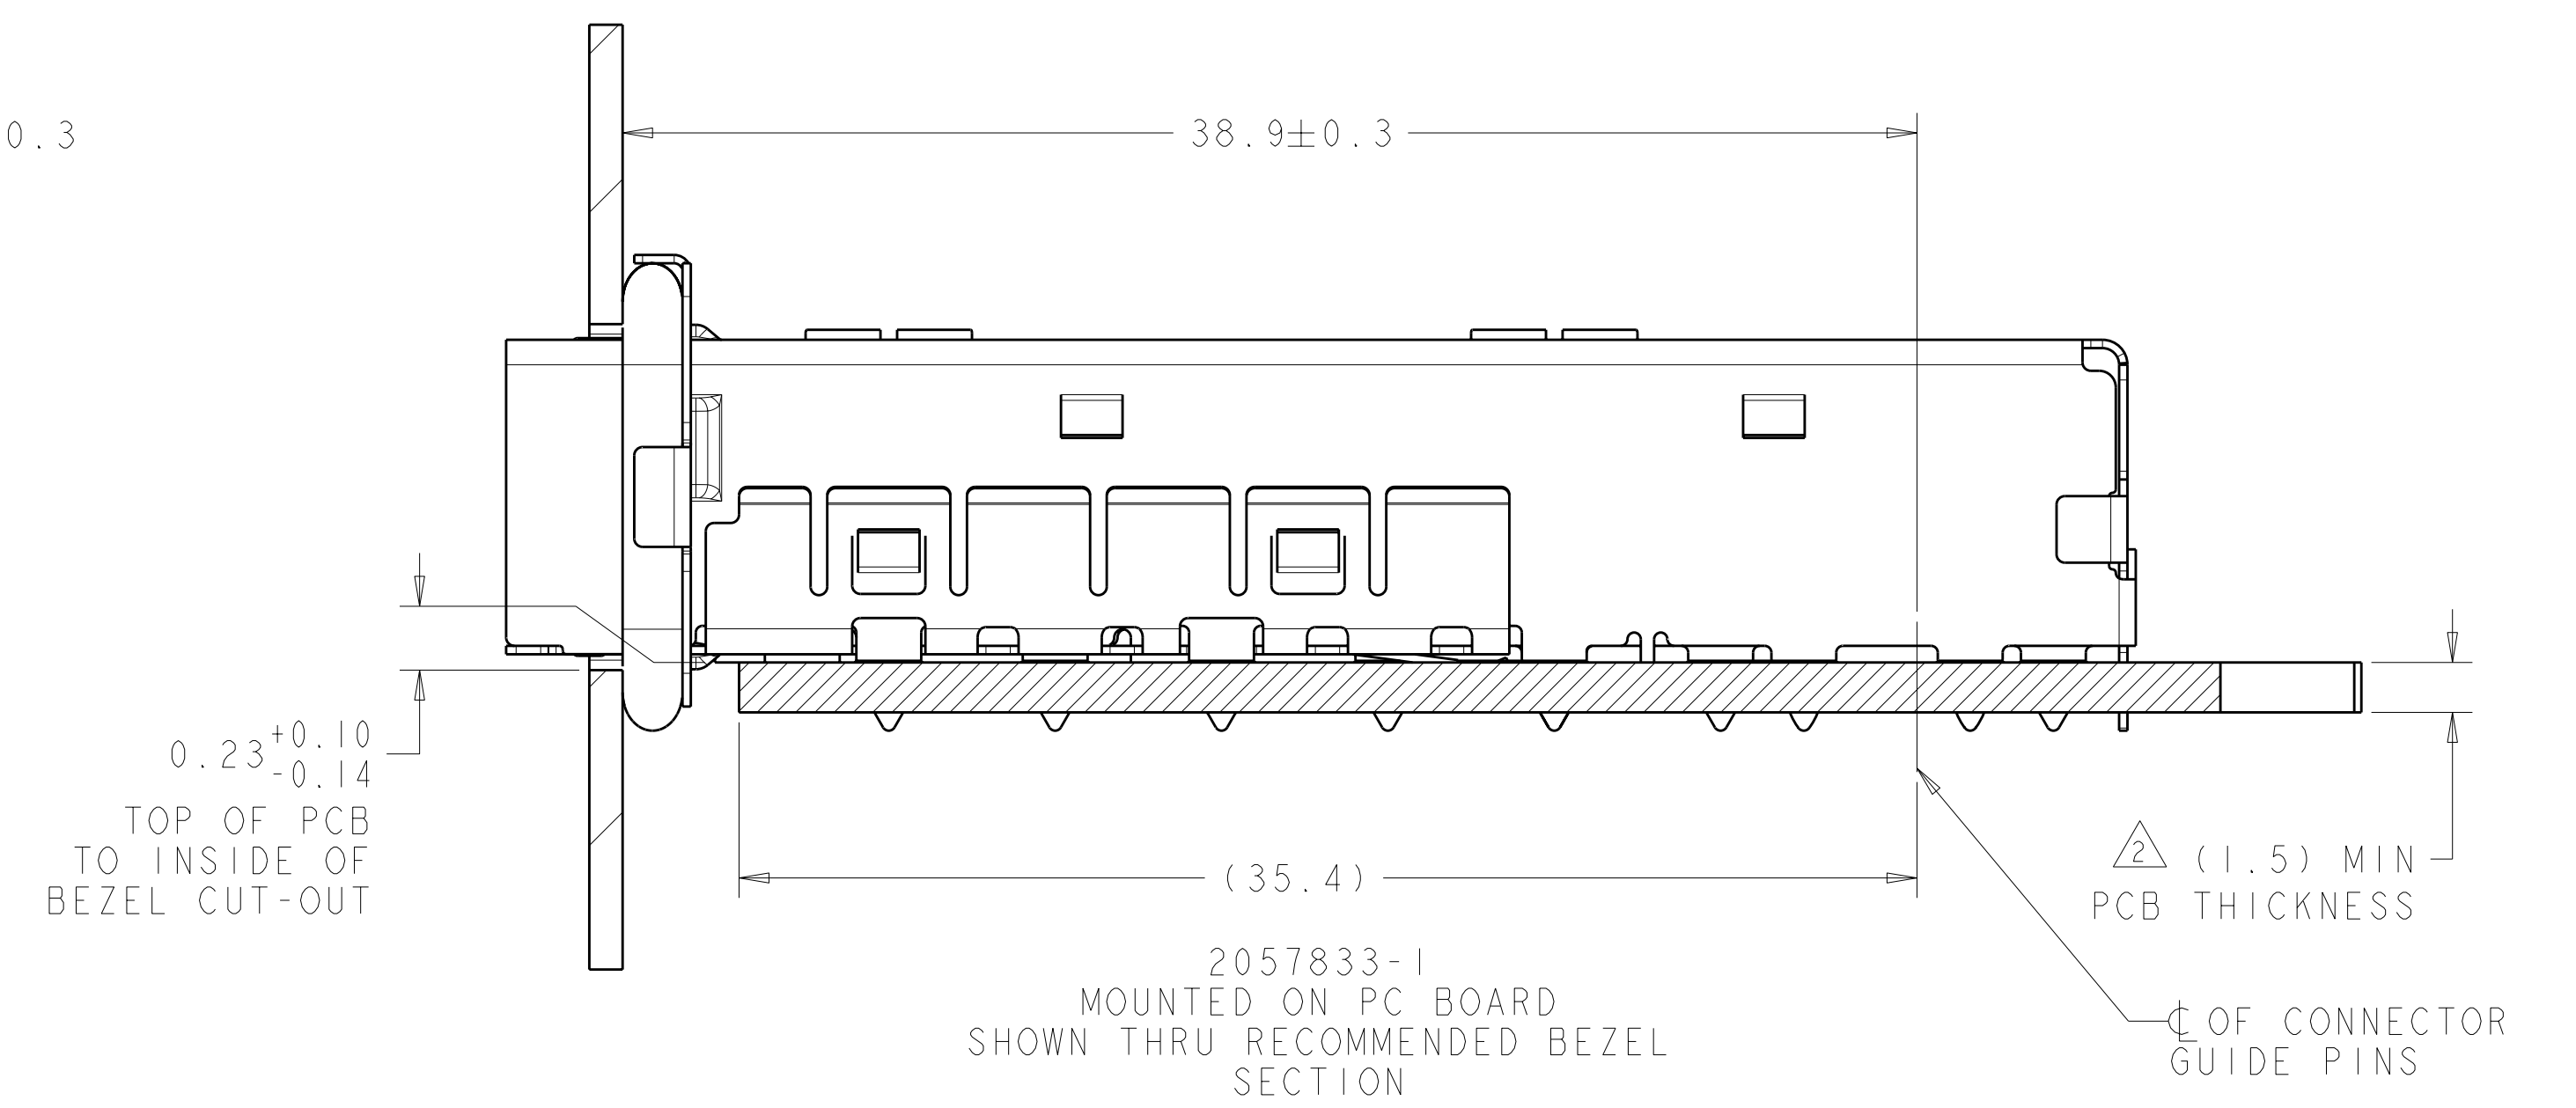 0.3
38.9±0.3
0.23 +0.10
-0.14
TOP OF PCB
TO INSIDE OF
BEZEL CUT-OUT
(35.4)
2 (1.5) MIN
PCB THICKNESS
2057833-1
MOUNTED ON PC BOARD
SHOWN THRU RECOMMENDED BEZEL
SECTION
℄ OF CONNECTOR
GUIDE PINS